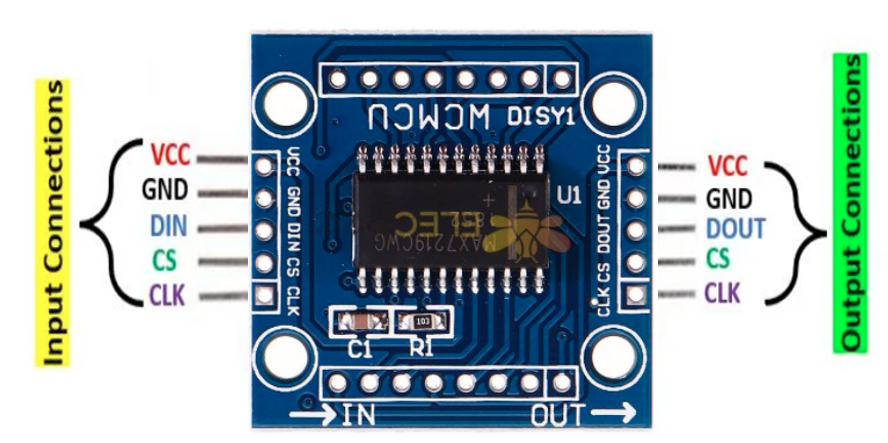 Input Connections
VCC
GND
DIN
CS
CLK
VCC GND DIN CS CLK
WCMCU
DISY1
U1
ELEC
MAX7219CWG
C1
R1
103
IN
OUT
CLK CS DOUT GND VCC
VCC
GND
DOUT
CS
CLK
Output Connections